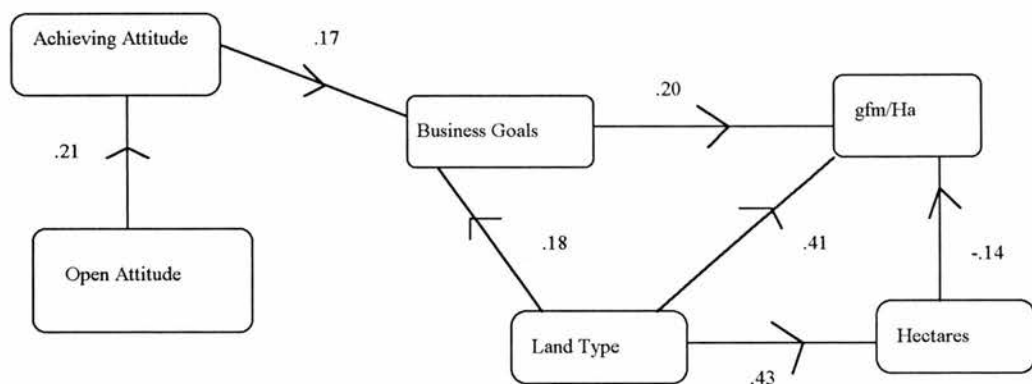 Achieving Attitude
.17
.20
gfm/Ha
Business Goals
.21
.18
.41
-.14
Open Attitude
Land Type
Hectares
.43